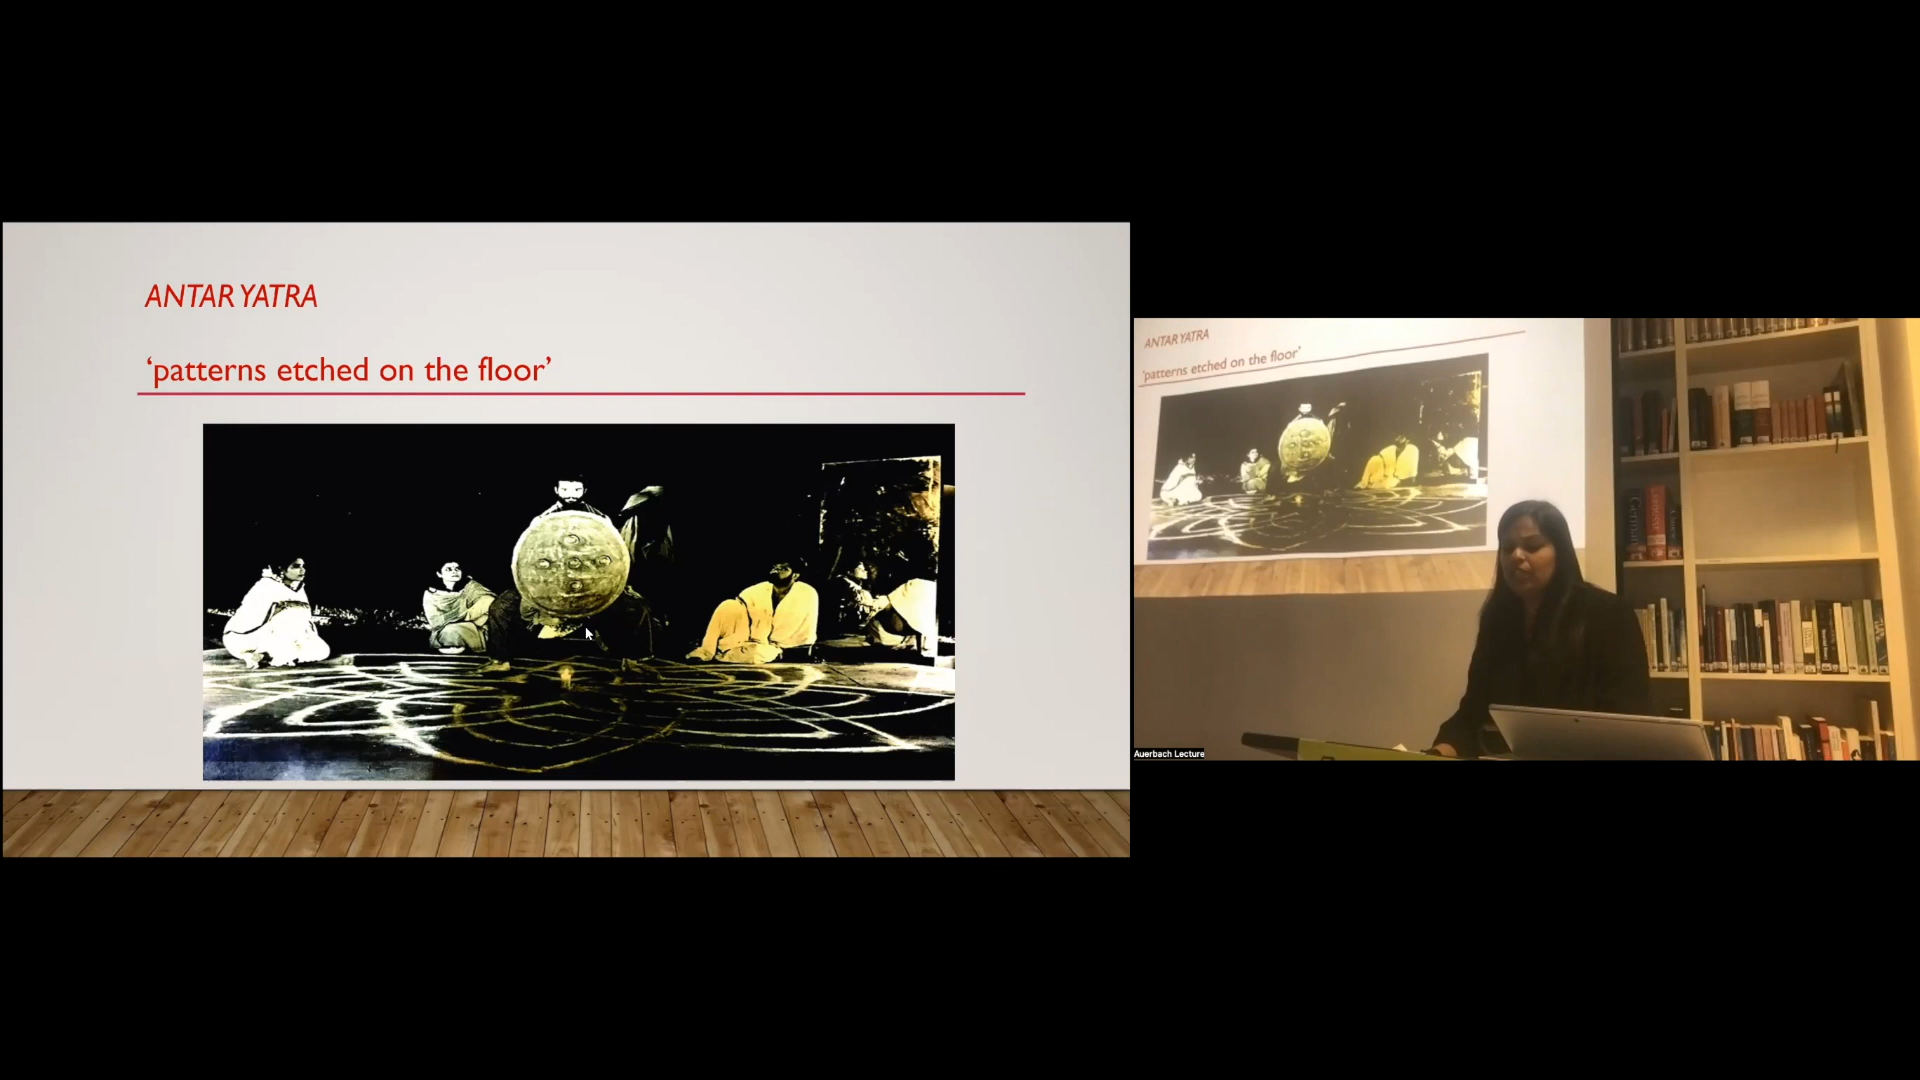 ANTAR YATRA
‘patterns etched on the floor’
ANTAR YATRA
‘patterns etched on the floor’
Auerbach Lecture